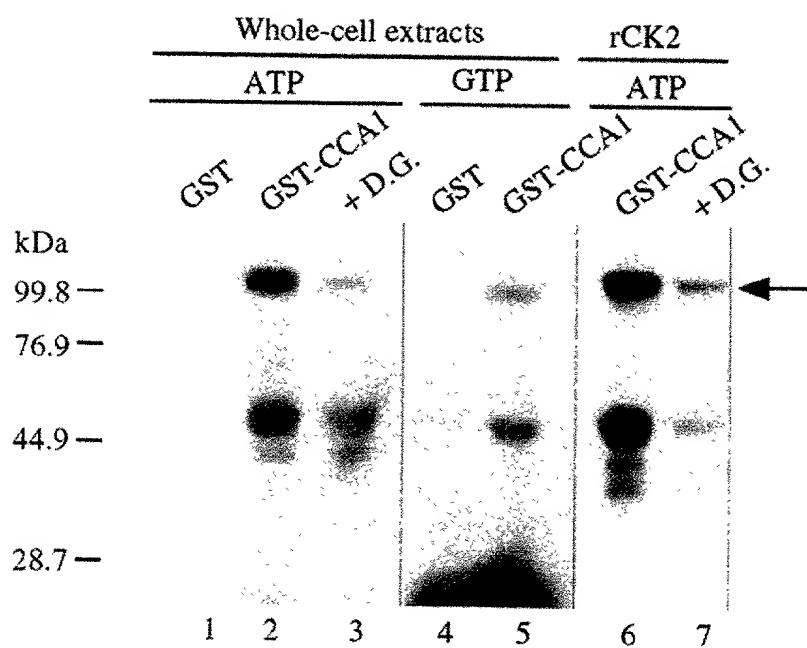 Whole-cell extracts rCK2
ATP GTP ATP
GST GST-CCA1 + D.G. GST GST-CCA1 GST-CCA1 + D.G.
kDa
99.8
76.9
44.9
28.7
1 2 3 4 5 6 7